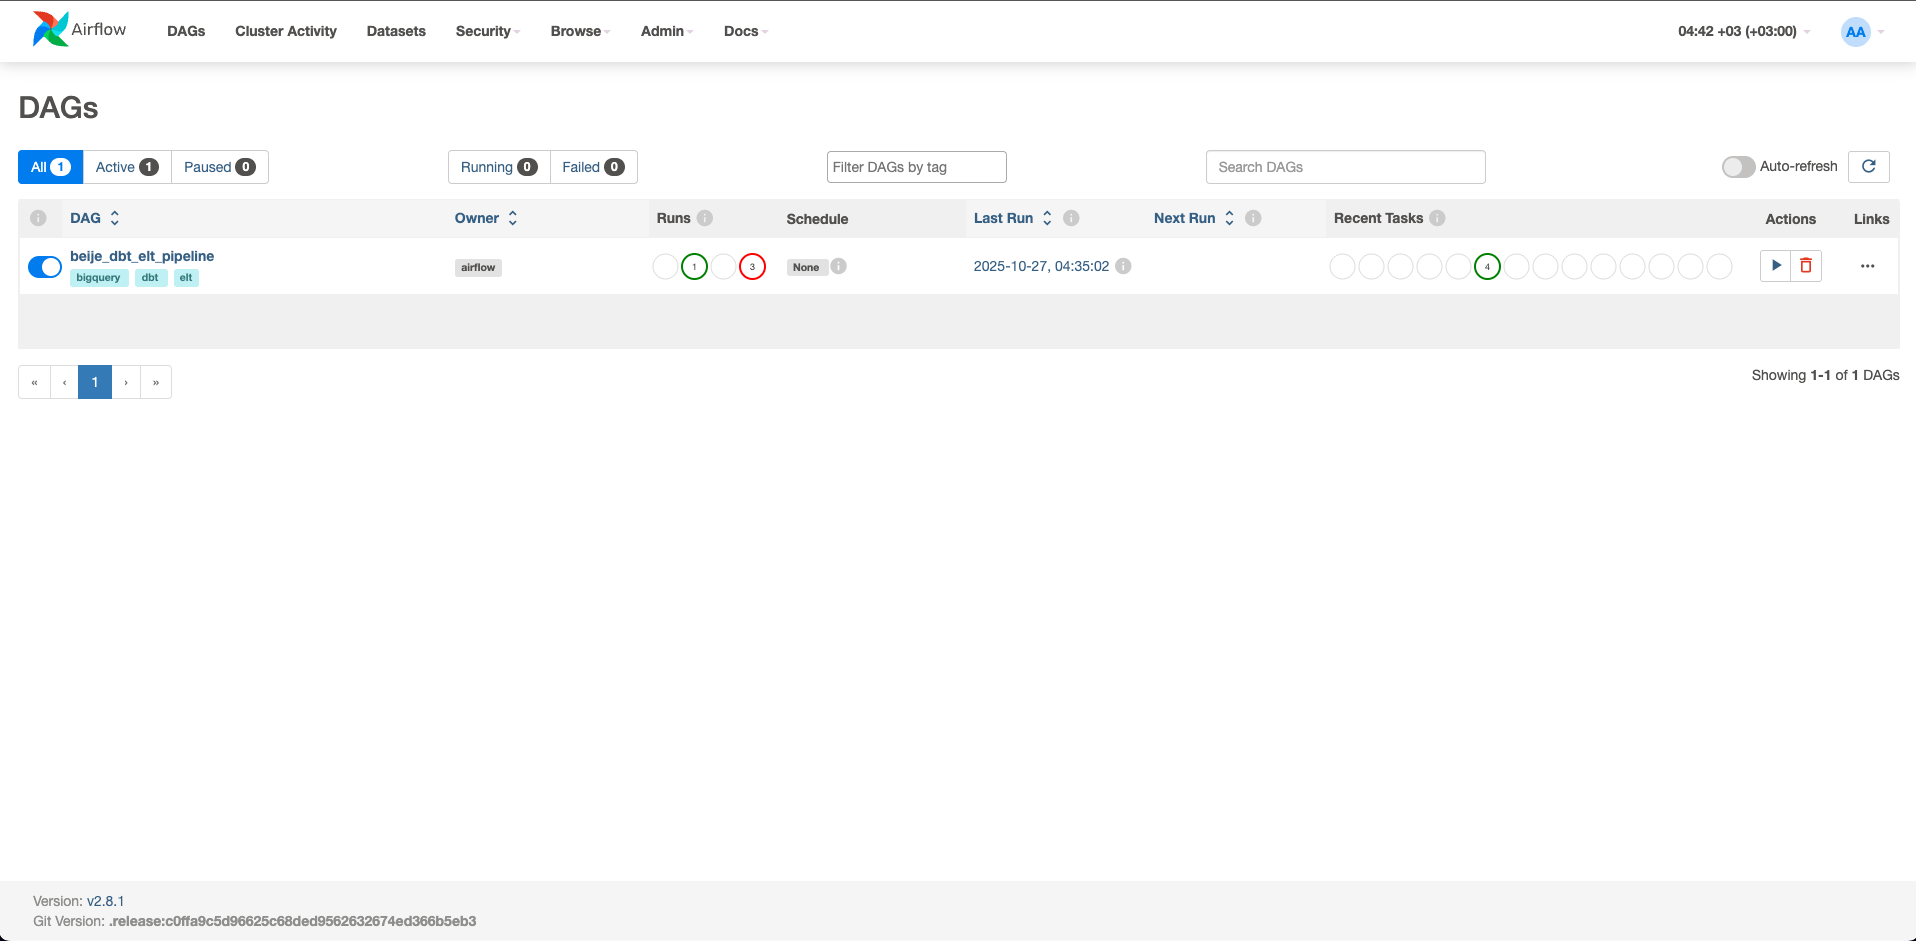 Airflow DAGs Cluster Activity Datasets Security Browse Admin Docs 04:42 +03 (+03:00) AA
DAGs
All 1 Active 1 Paused 0 Running 0 Failed 0 Filter DAGs by tag Search DAGs Auto-refresh
i DAG Owner Runs i Schedule Last Run i Next Run i Recent Tasks i Actions Links
beije_dbt_elt_pipeline
airflow 1 3 None i 2025-10-27, 04:35:02 i 4 ...
bigquery dbt elt
« ‹ 1 › »
Showing 1-1 of 1 DAGs
Version: v2.8.1
Git Version: .release:c0ffa9c5d96625c68ded9562632674ed366b5eb3